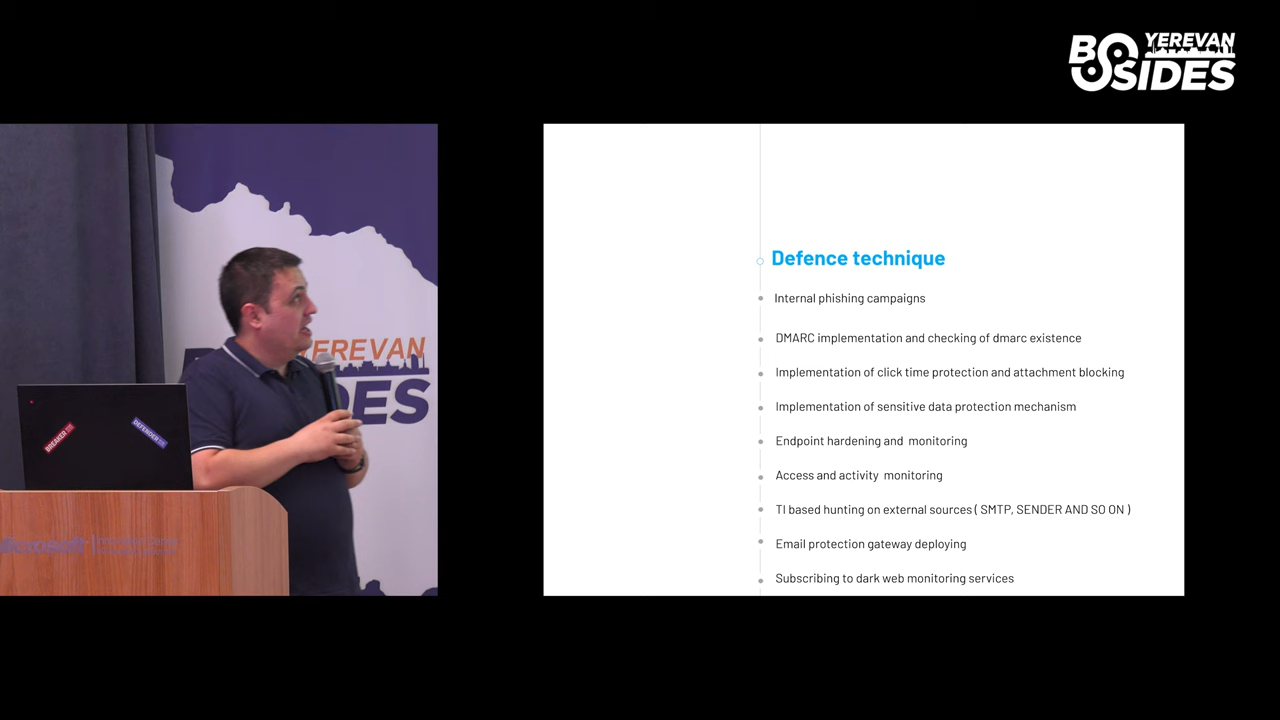 YEREVAN
BSIDES
Defence technique
Internal phishing campaigns
DMARC implementation and checking of dmarc existence
Implementation of click time protection and attachment blocking
Implementation of sensitive data protection mechanism
Endpoint hardening and monitoring
Access and activity monitoring
TI based hunting on external sources ( SMTP, SENDER AND SO ON )
Email protection gateway deploying
Subscribing to dark web monitoring services
YEREVAN
DES
BREAKER
DEFENDER
Microsoft